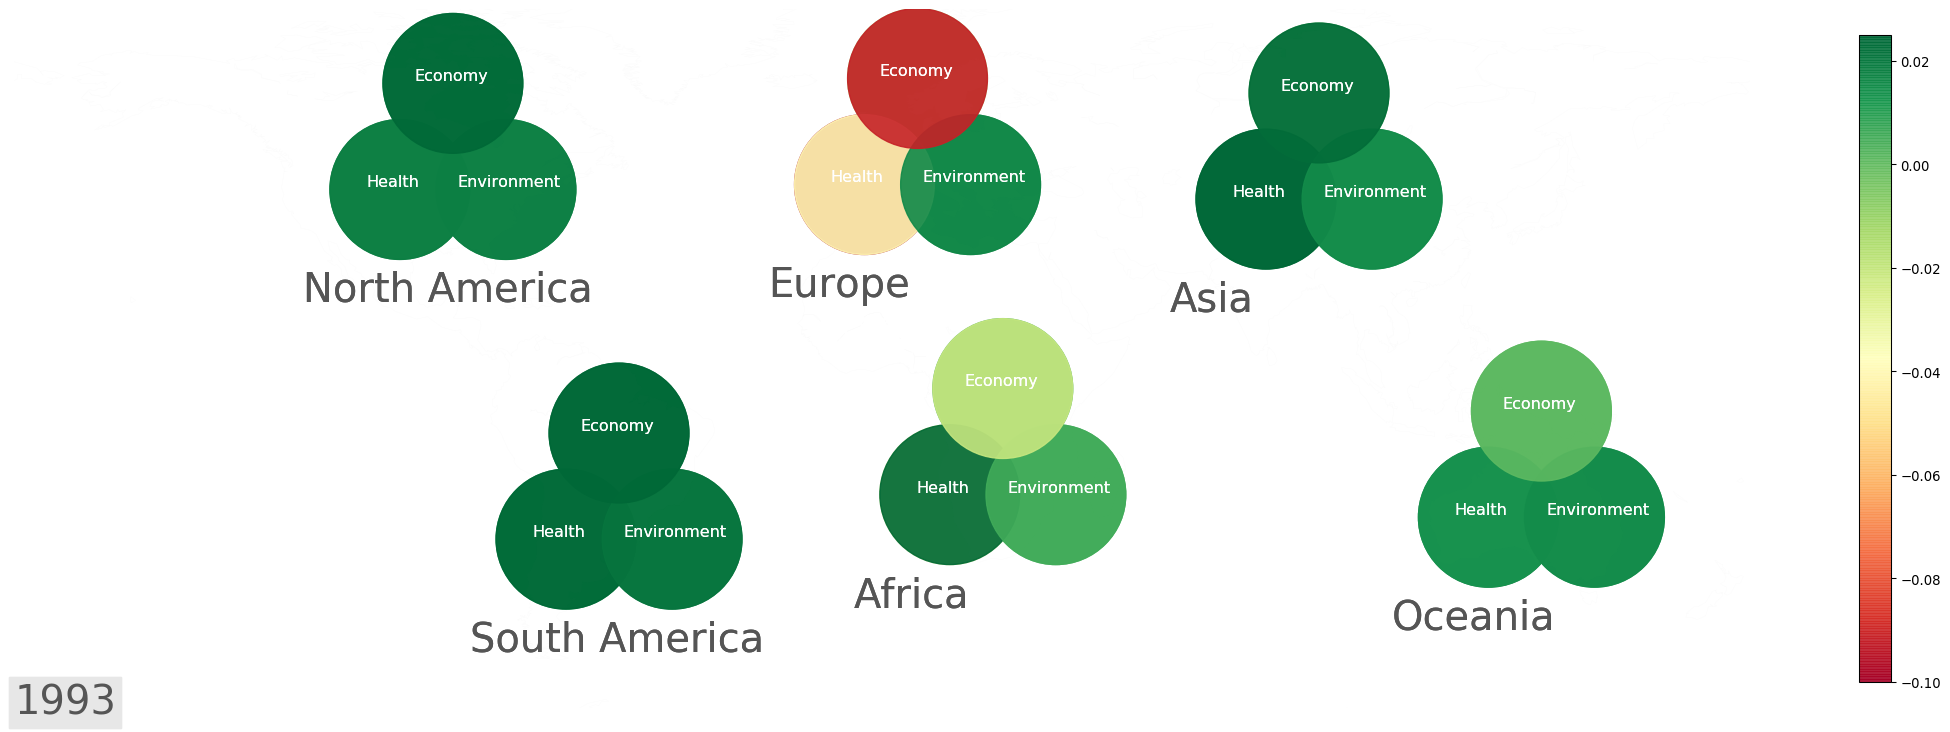 Economy
Health
Environment
North America
Economy
Health
Environment
Europe
Economy
Health
Environment
Asia
Economy
Health
Environment
South America
Economy
Health
Environment
Africa
Economy
Health
Environment
Oceania
0.02
0.00
−0.02
−0.04
−0.06
−0.08
−0.10
1993